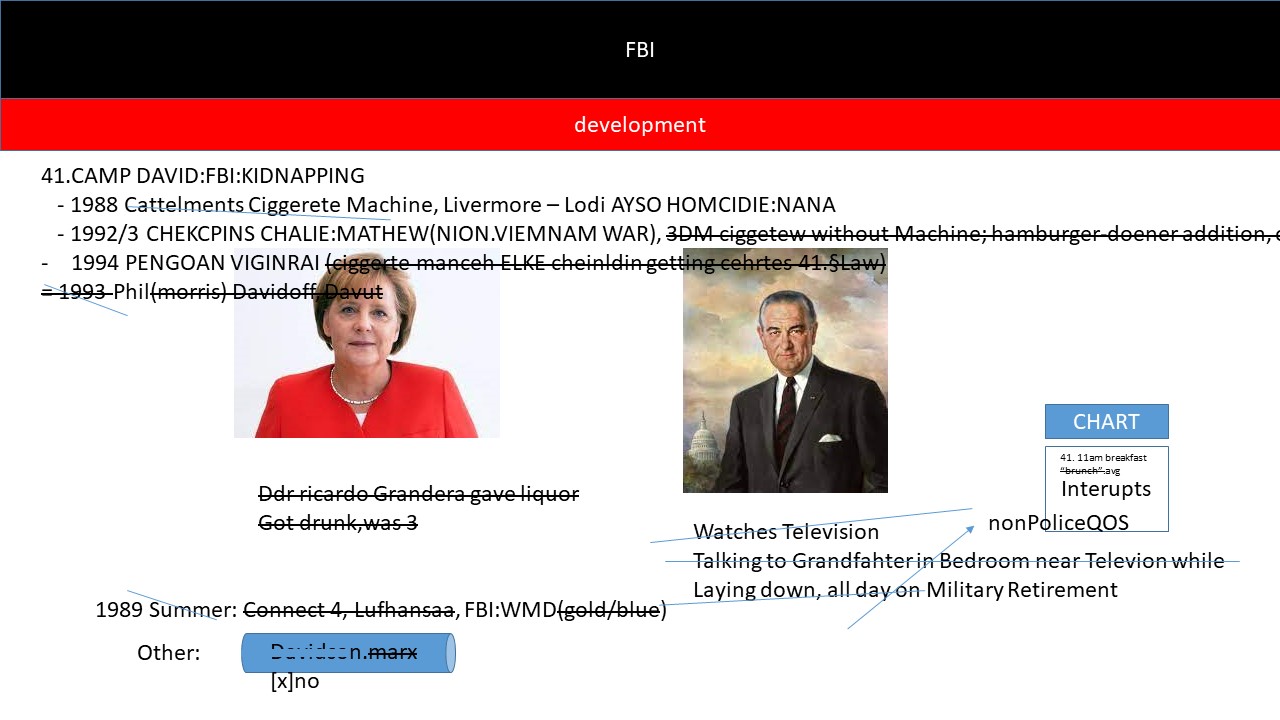 FBI
development
41.CAMP DAVID:FBI:KIDNAPPING
- 1988 Cattelments Ciggerete Machine, Livermore – Lodi AYSO HOMCIDIE:NANA
- 1992/3 CHEKCPINS CHALIE:MATHEW(NION.VIEMNAM WAR), 3DM ciggetew without Machine; hamburger-doener addition,
- 1994 PENGOAN VIGINRAI (ciggerte manceh ELKE cheinldin getting cehrtes 41.§Law)
= 1993 Phil(morris) Davidoff, Davut
CHART
41. 11am breakfast
"brunch".avg
Interupts
nonPoliceQOS
Ddr ricardo Grandera gave liquor
Got drunk,was 3
Watches Television
Talking to Grandfahter in Bedroom near Televion while
Laying down, all day on Military Retirement
1989 Summer: Connect 4, Lufhansaa, FBI:WMD(gold/blue)
Other:
Davidson.marx
[x]no